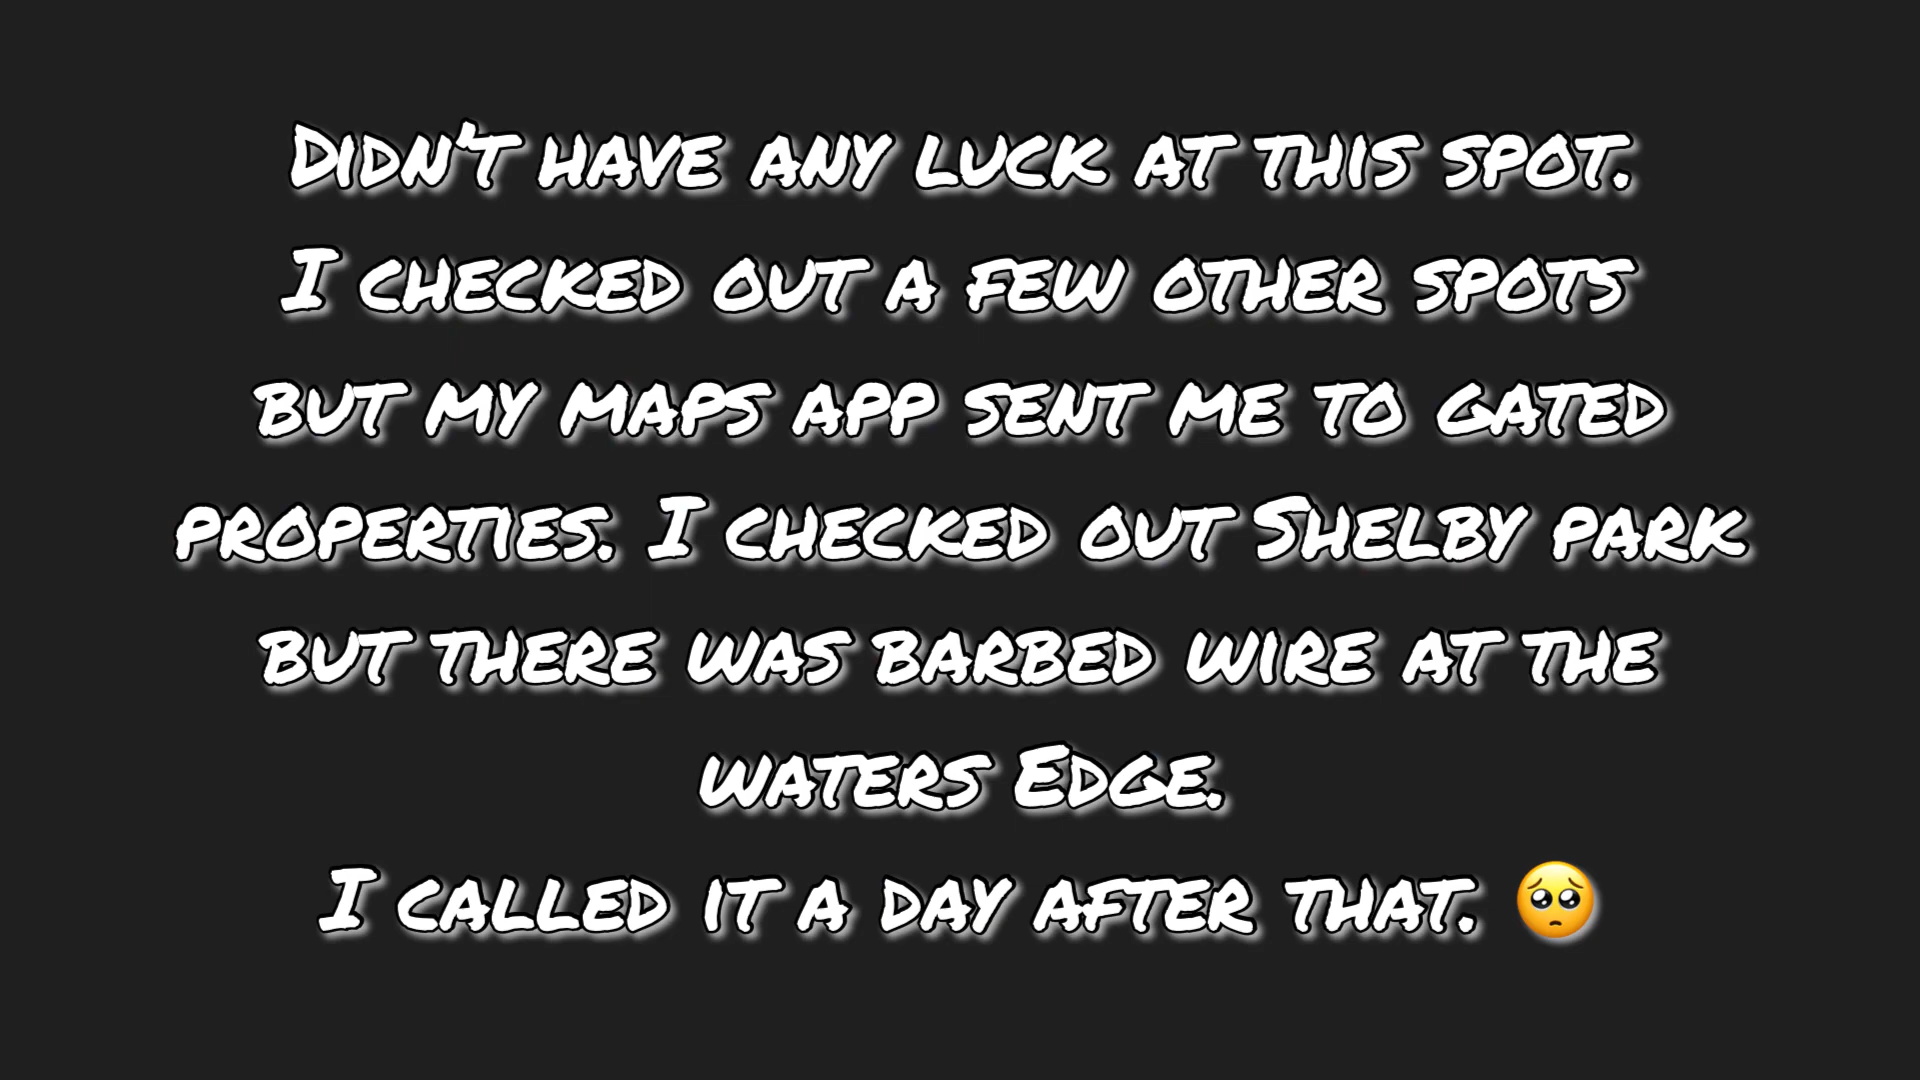 Didn't have any luck at this spot.
I checked out a few other spots
but my maps app sent me to gated
properties. I checked out Shelby park
but there was barbed wire at the
waters Edge.
I called it a day after that. 🥺